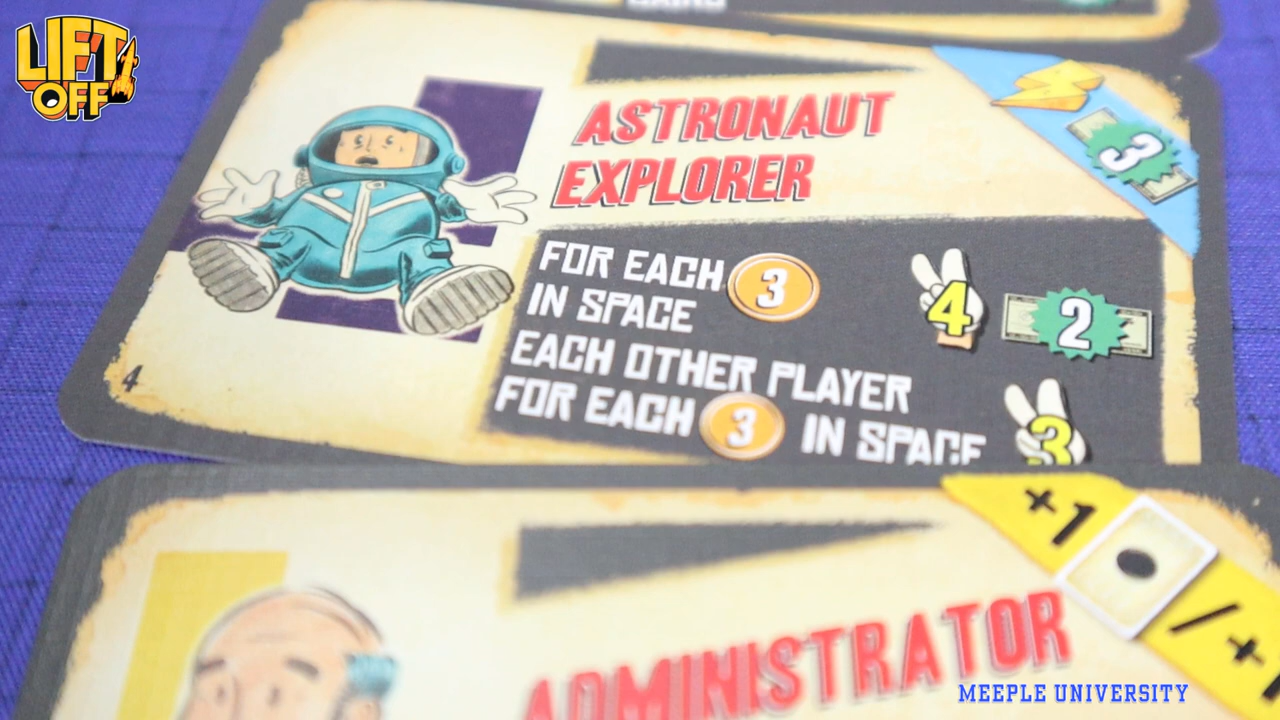 LIFT
OFF
ASTRONAUT
EXPLORER
3
FOR EACH 3
IN SPACE
4 2
EACH OTHER PLAYER
FOR EACH 3 IN SPACE
3
4
+1
/ +
ADMINISTRATOR
MEEPLE UNIVERSITY